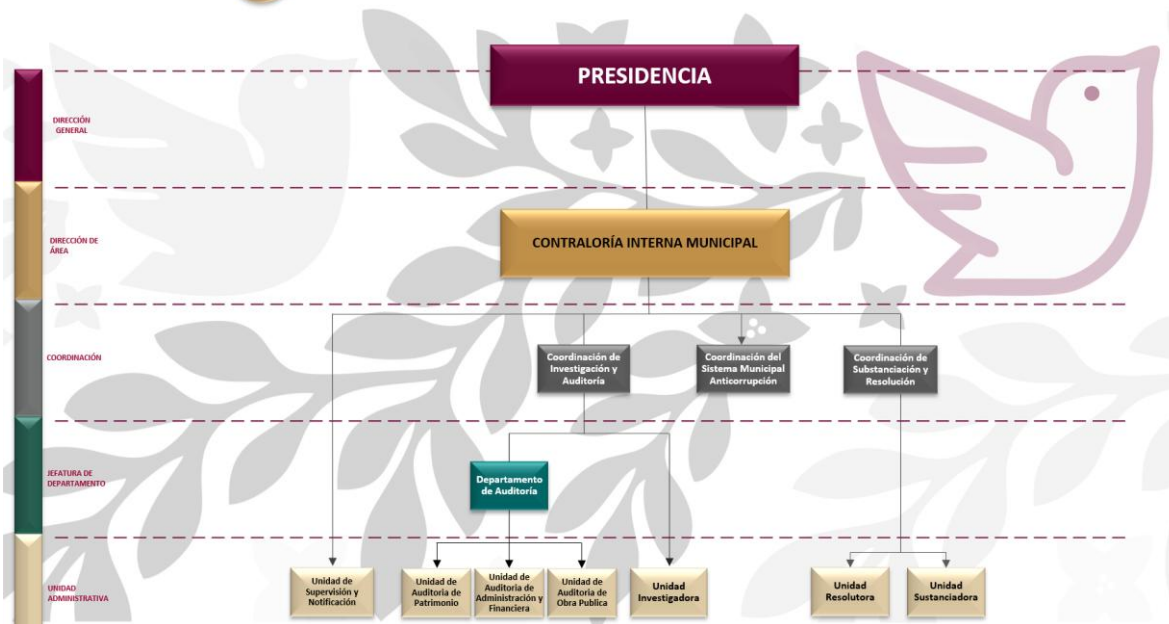 PRESIDENCIA
DIRECCIÓN
GENERAL
DIRECCIÓN DE
ÁREA
CONTRALORÍA INTERNA MUNICIPAL
COORDINACIÓN
Coordinación de
Investigación y
Auditoría
Coordinación del
Sistema Municipal
Anticorrupción
Coordinación de
Substanciación y
Resolución
JEFATURA DE
DEPARTAMENTO
Departamento
de Auditoría
UNIDAD
ADMINISTRATIVA
Unidad de
Supervisión y
Notificación
Unidad de
Auditoria de
Patrimonio
Unidad de
Auditoria de
Administración y
Financiera
Unidad de
Auditoria de
Obra Publica
Unidad
Investigadora
Unidad
Resolutora
Unidad
Sustanciadora